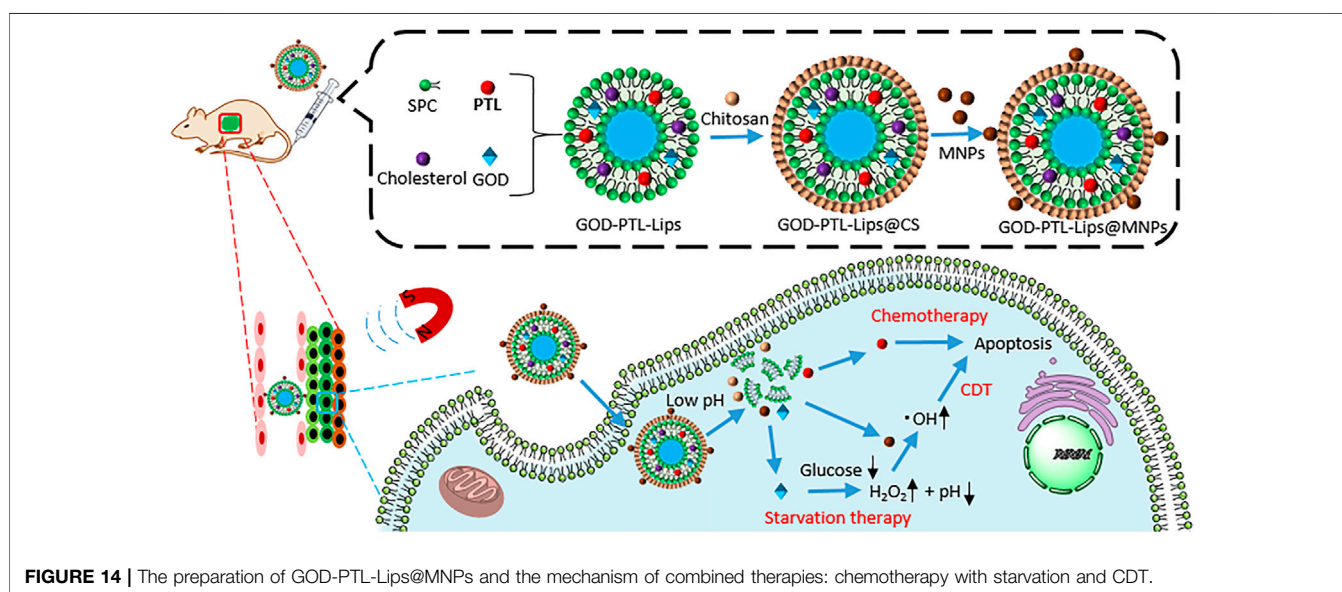 SPC
PTL
Cholesterol
GOD
GOD-PTL-Lips
Chitosan
GOD-PTL-Lips@CS
MNPs
GOD-PTL-Lips@MNPs
S
N
Low pH
Chemotherapy
Apoptosis
CDT
·OH
Glucose
H₂O₂ + pH
Starvation therapy
FIGURE 14 | The preparation of GOD-PTL-Lips@MNPs and the mechanism of combined therapies: chemotherapy with starvation and CDT.